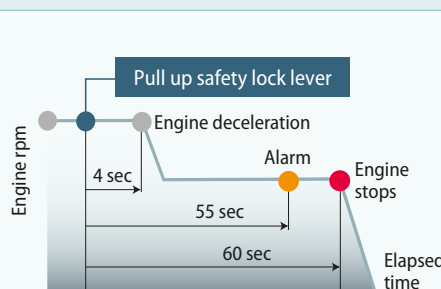 Pull up safety lock lever
Engine rpm
Engine deceleration
Alarm
Engine
stops
4 sec
55 sec
60 sec
Elapsed
time